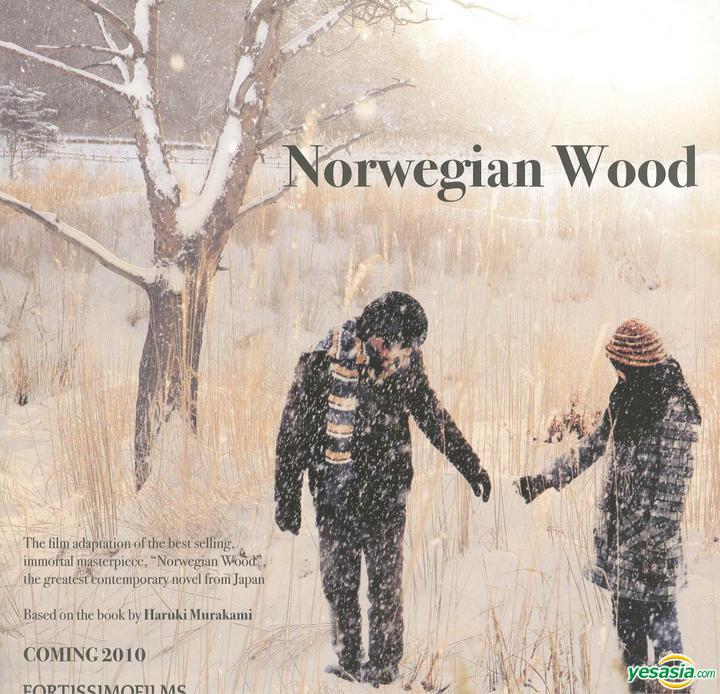 Norwegian Wood
The film adaptation of the best selling,
immortal masterpiece, “Norwegian Wood”,
the greatest contemporary novel from Japan
Based on the book by Haruki Murakami
COMING 2010
FORTISSIMOFILMS
yesasia.com